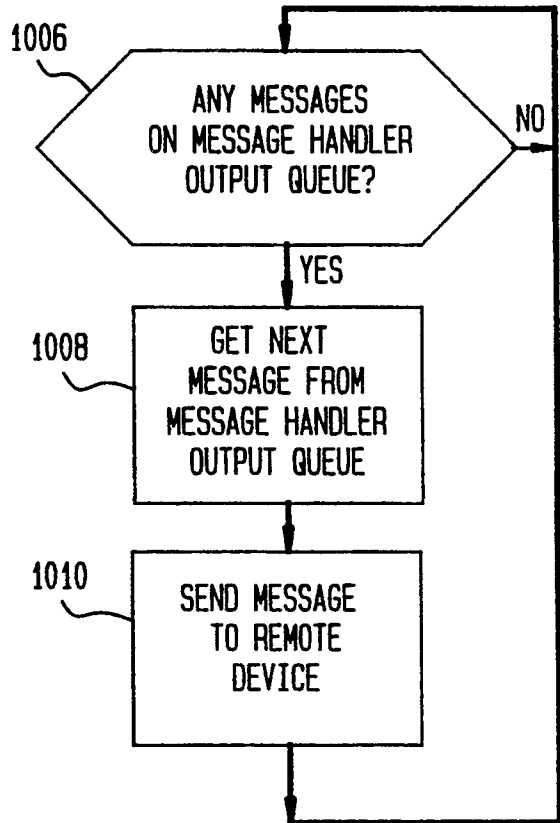 1006
ANY MESSAGES
ON MESSAGE HANDLER
OUTPUT QUEUE?
NO
YES
1008
GET NEXT
MESSAGE FROM
MESSAGE HANDLER
OUTPUT QUEUE
1010
SEND MESSAGE
TO REMOTE
DEVICE